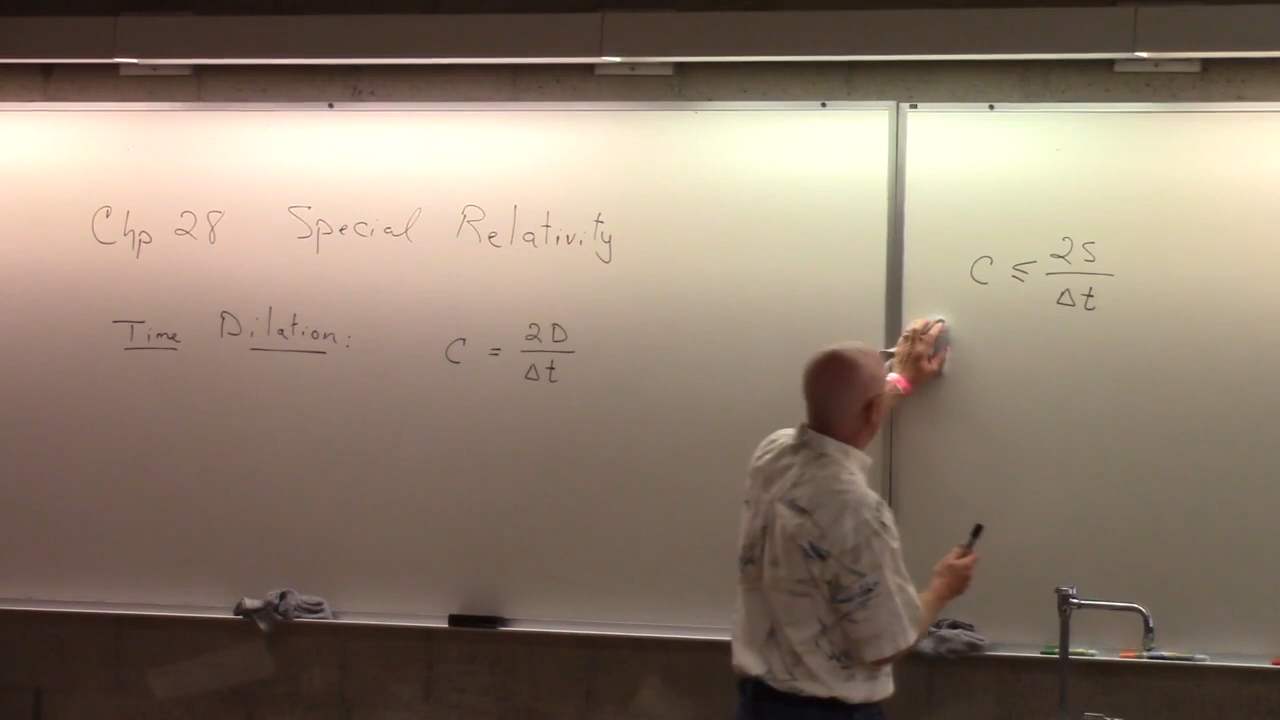 Chp 28 Special Relativity
Time Dilation: C = 2D / Δt
C ≤ 2S / Δt